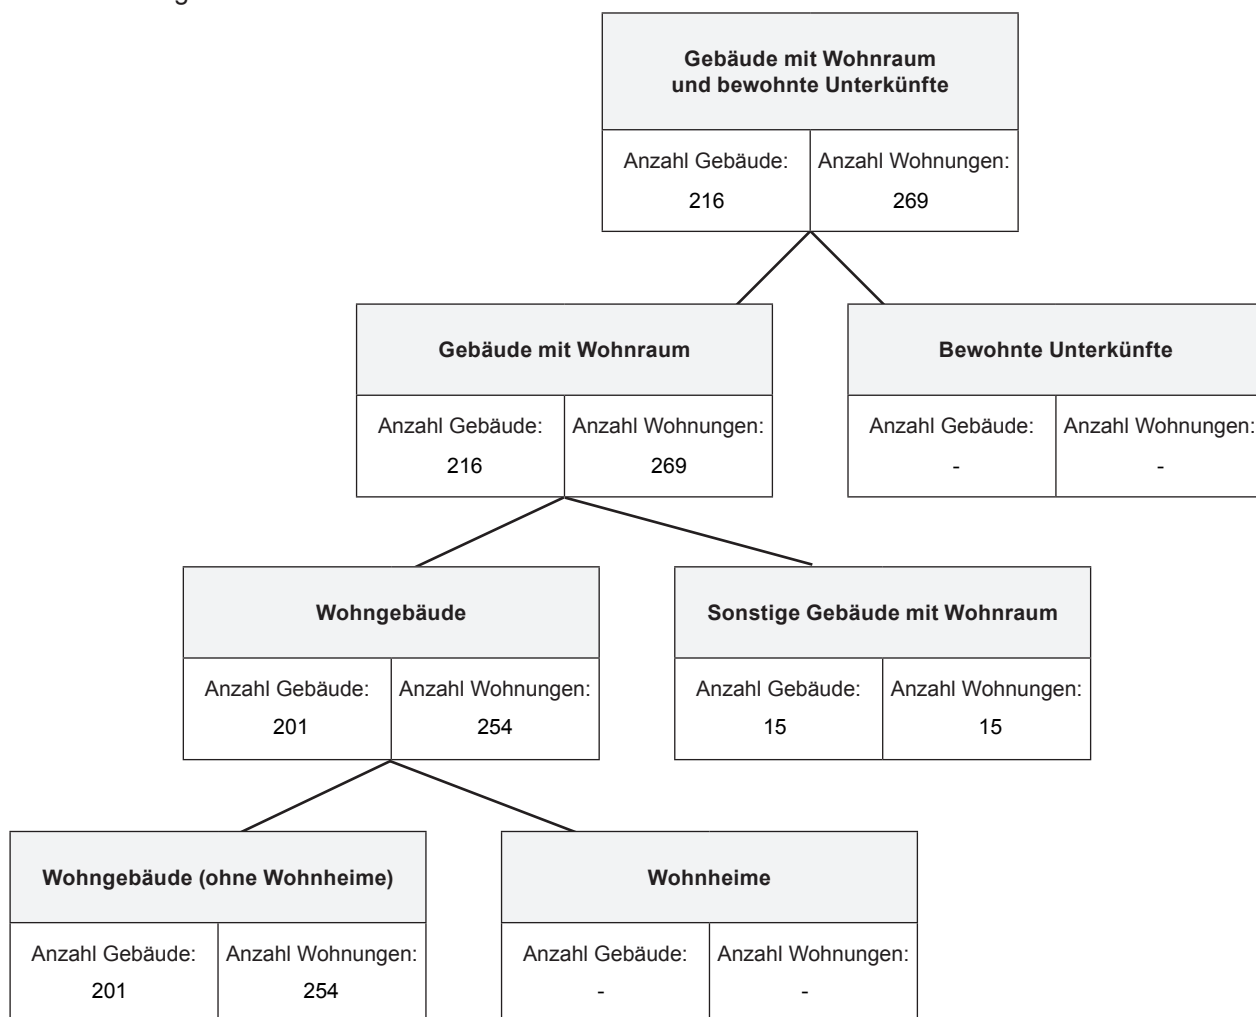 Gebäude mit Wohnraum
und bewohnte Unterkünfte
Anzahl Gebäude: Anzahl Wohnungen:
216 269
Gebäude mit Wohnraum Bewohnte Unterkünfte
Anzahl Gebäude: Anzahl Wohnungen: Anzahl Gebäude: Anzahl Wohnungen:
216 269 - -
Wohngebäude Sonstige Gebäude mit Wohnraum
Anzahl Gebäude: Anzahl Wohnungen: Anzahl Gebäude: Anzahl Wohnungen:
201 254 15 15
Wohngebäude (ohne Wohnheime) Wohnheime
Anzahl Gebäude: Anzahl Wohnungen: Anzahl Gebäude: Anzahl Wohnungen:
201 254 - -